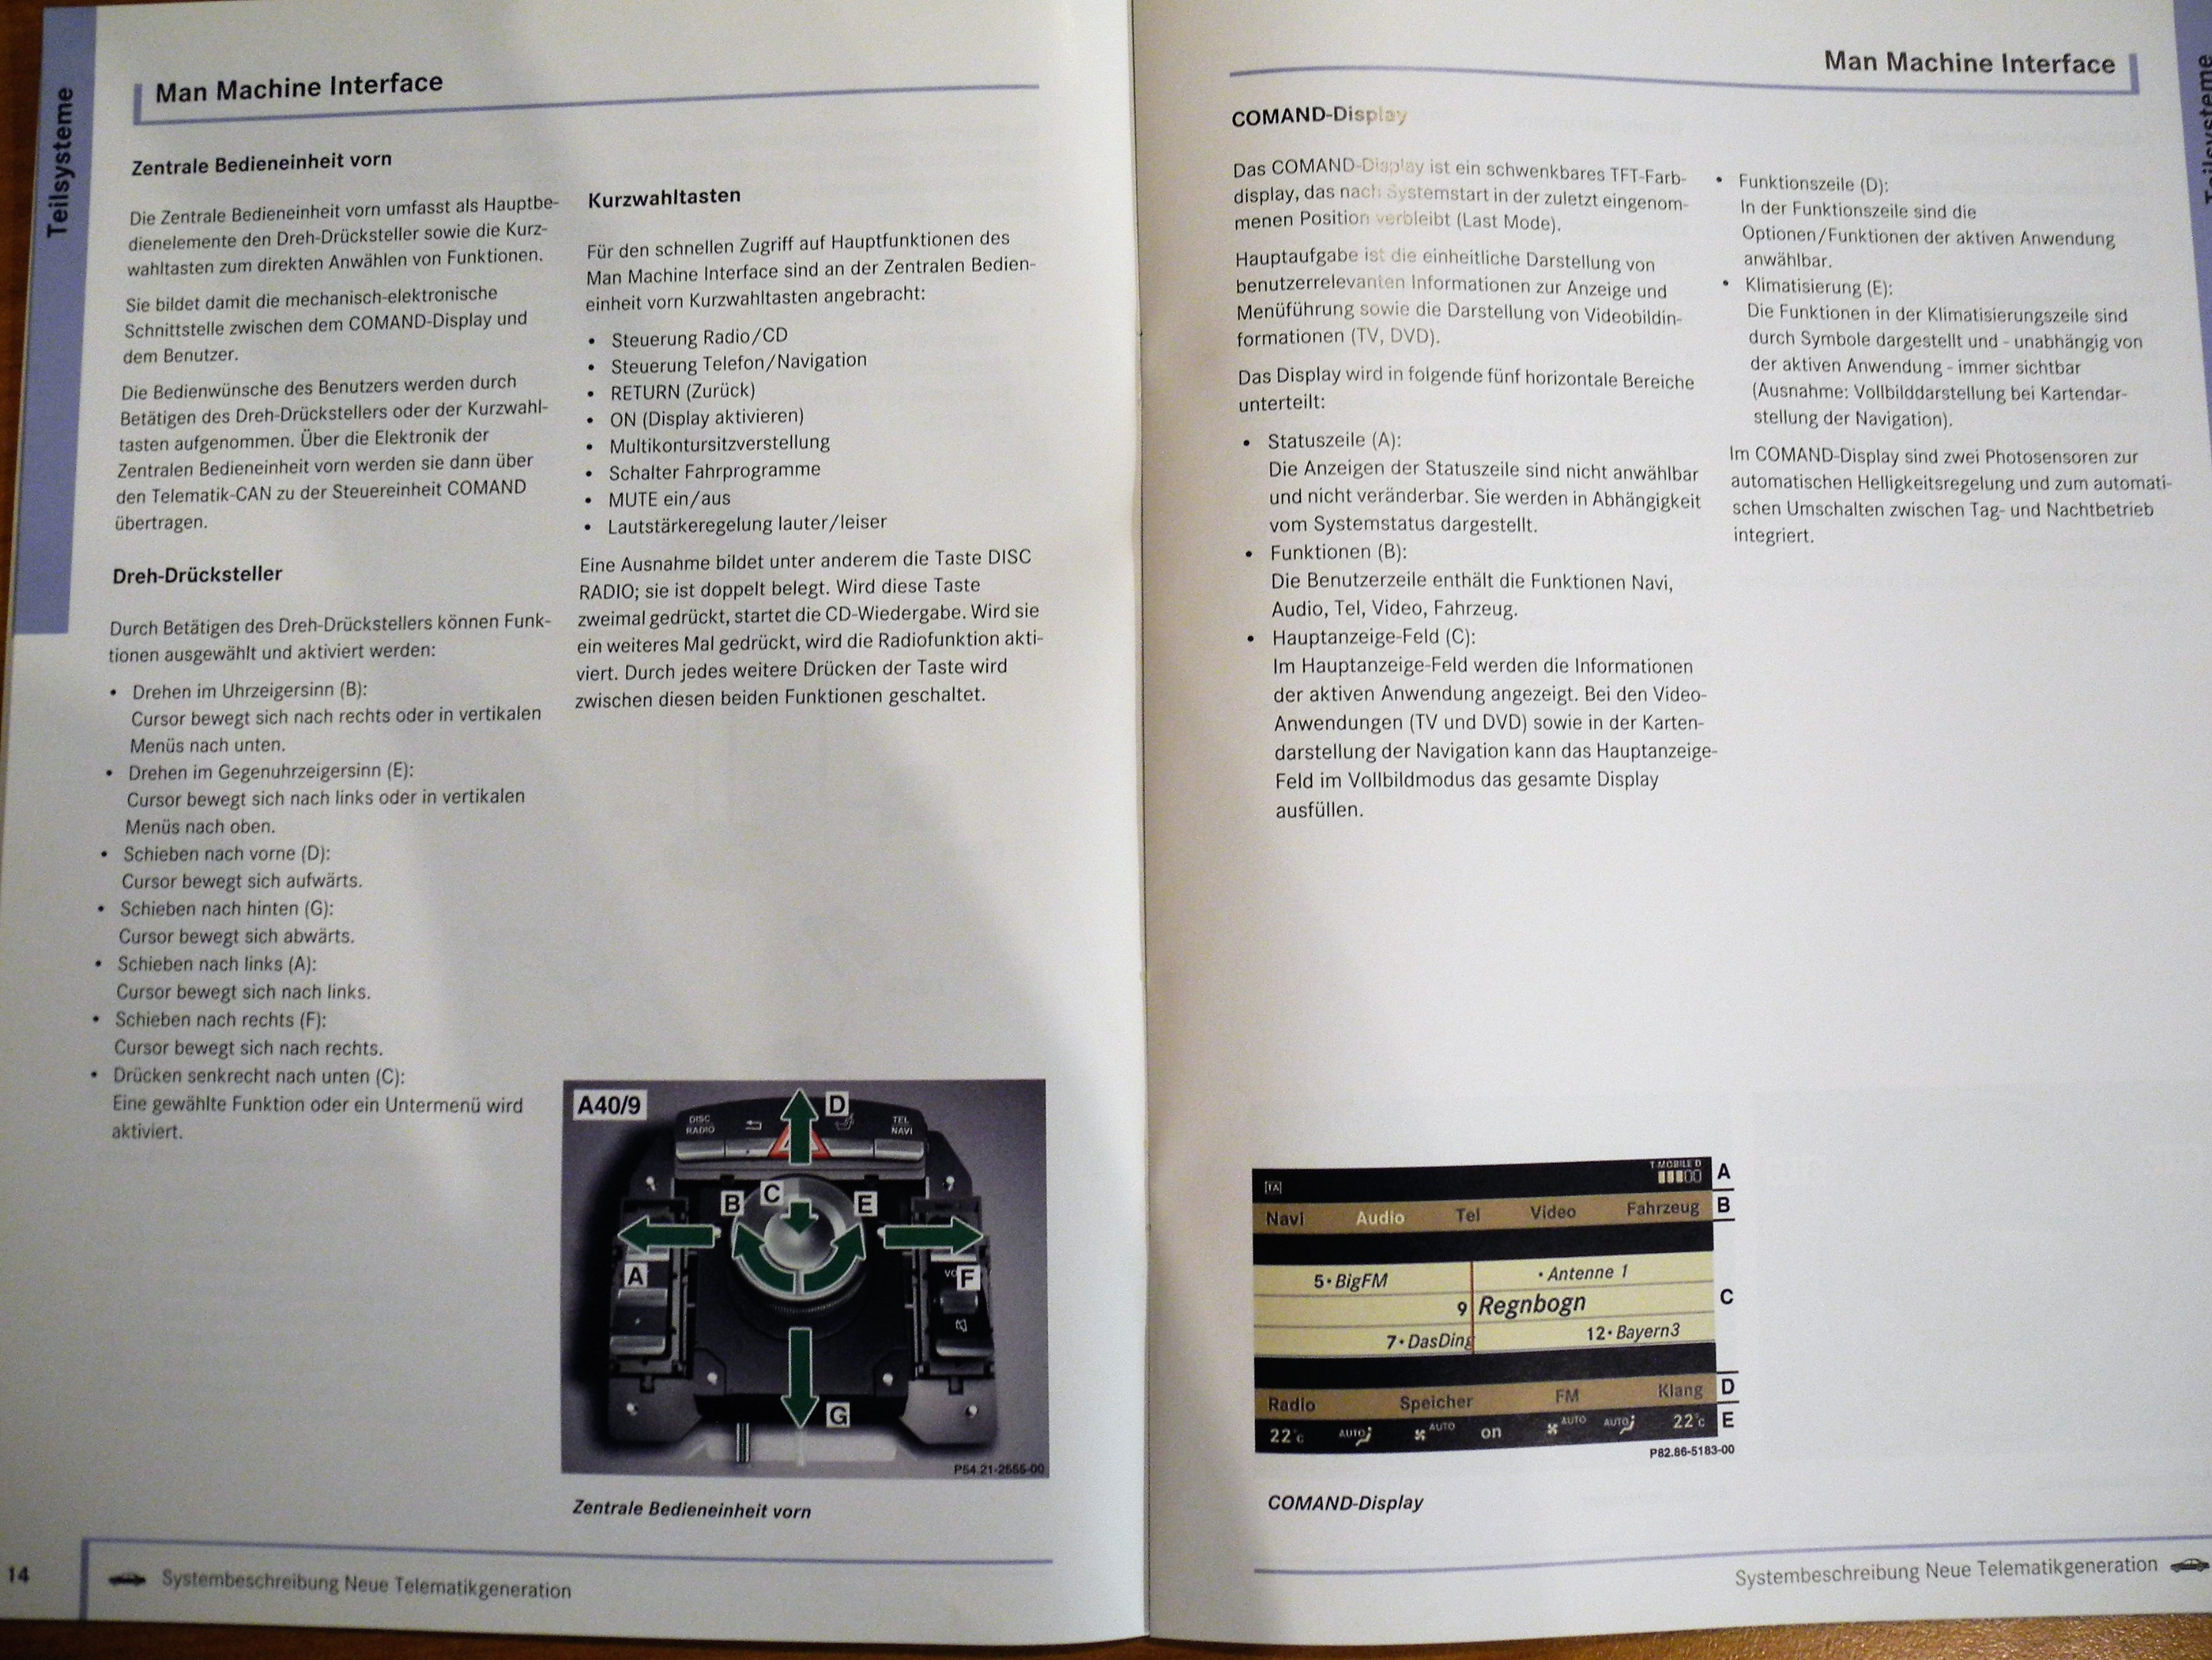 Teilsysteme
Man Machine Interface
Zentrale Bedieneinheit vorn
Die Zentrale Bedieneinheit vorn umfasst als Hauptbe-
dienelemente den Dreh-Drücksteller sowie die Kurz-
wahltasten zum direkten Anwählen von Funktionen.
Sie bildet damit die mechanisch-elektronische
Schnittstelle zwischen dem COMAND-Display und
dem Benutzer.
Die Bedienwünsche des Benutzers werden durch
Betätigen des Dreh-Drückstellers oder der Kurzwahl-
tasten aufgenommen. Über die Elektronik der
Zentralen Bedieneinheit vorn werden sie dann über
den Telematik-CAN zu der Steuereinheit COMAND
übertragen.
Dreh-Drücksteller
Durch Betätigen des Dreh-Drückstellers können Funk-
tionen ausgewählt und aktiviert werden:
• Drehen im Uhrzeigersinn (B):
Cursor bewegt sich nach rechts oder in vertikalen
Menüs nach unten.
• Drehen im Gegenuhrzeigersinn (E):
Cursor bewegt sich nach links oder in vertikalen
Menüs nach oben.
• Schieben nach vorne (D):
Cursor bewegt sich aufwärts.
• Schieben nach hinten (G):
Cursor bewegt sich abwärts.
• Schieben nach links (A):
Cursor bewegt sich nach links.
• Schieben nach rechts (F):
Cursor bewegt sich nach rechts.
• Drücken senkrecht nach unten (C):
Eine gewählte Funktion oder ein Untermenü wird
aktiviert.
Kurzwahltasten
Für den schnellen Zugriff auf Hauptfunktionen des
Man Machine Interface sind an der Zentralen Bedien-
einheit vorn Kurzwahltasten angebracht:
• Steuerung Radio/CD
• Steuerung Telefon/Navigation
• RETURN (Zurück)
• ON (Display aktivieren)
• Multikontursitzverstellung
• Schalter Fahrprogramme
• MUTE ein/aus
• Lautstärkeregelung lauter/leiser
Eine Ausnahme bildet unter anderem die Taste DISC
RADIO; sie ist doppelt belegt. Wird diese Taste
zweimal gedrückt, startet die CD-Wiedergabe. Wird sie
ein weiteres Mal gedrückt, wird die Radiofunktion akti-
viert. Durch jedes weitere Drücken der Taste wird
zwischen diesen beiden Funktionen geschaltet.
A40/9
D
DISC
RADIO
TEL
NAVI
B
C
E
A
F
G
P54.21-2555-00
Zentrale Bedieneinheit vorn
14
Systembeschreibung Neue Telematikgeneration
Man Machine Interface
Teilsysteme
COMAND-Display
Das COMAND-Display ist ein schwenkbares TFT-Farb-
display, das nach Systemstart in der zuletzt eingenom-
menen Position verbleibt (Last Mode).
Hauptaufgabe ist die einheitliche Darstellung von
benutzerrelevanten Informationen zur Anzeige und
Menüführung sowie die Darstellung von Videobildin-
formationen (TV, DVD).
Das Display wird in folgende fünf horizontale Bereiche
unterteilt:
• Statuszeile (A):
Die Anzeigen der Statuszeile sind nicht anwählbar
und nicht veränderbar. Sie werden in Abhängigkeit
vom Systemstatus dargestellt.
• Funktionen (B):
Die Benutzerzeile enthält die Funktionen Navi,
Audio, Tel, Video, Fahrzeug.
• Hauptanzeige-Feld (C):
Im Hauptanzeige-Feld werden die Informationen
der aktiven Anwendung angezeigt. Bei den Video-
Anwendungen (TV und DVD) sowie in der Karten-
darstellung der Navigation kann das Hauptanzeige-
Feld im Vollbildmodus das gesamte Display
ausfüllen.
• Funktionszeile (D):
In der Funktionszeile sind die
Optionen/Funktionen der aktiven Anwendung
anwählbar.
• Klimatisierung (E):
Die Funktionen in der Klimatisierungszeile sind
durch Symbole dargestellt und - unabhängig von
der aktiven Anwendung - immer sichtbar
(Ausnahme: Vollbilddarstellung bei Kartendar-
stellung der Navigation).
Im COMAND-Display sind zwei Photosensoren zur
automatischen Helligkeitsregelung und zum automati-
schen Umschalten zwischen Tag- und Nachtbetrieb
integriert.
TA T-MOBILE D A
Navi Audio Tel Video Fahrzeug B
5• BigFM • Antenne 1
9 Regnbogn C
7• DasDing 12• Bayern3
Radio Speicher FM Klang D
22°C AUTO AUTO on AUTO AUTO 22°C E
P82.86-5183-00
COMAND-Display
Systembeschreibung Neue Telematikgeneration